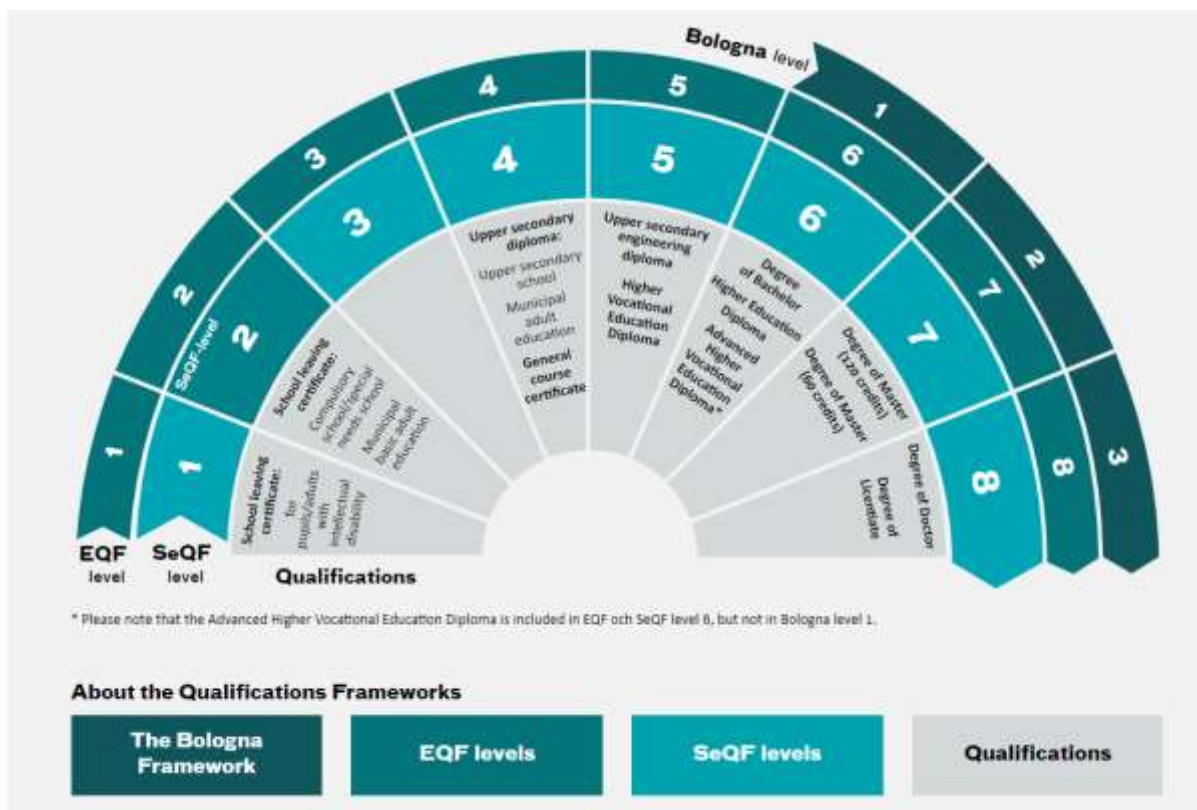 Bologna level
1
2
3
1
2
3
4
5
6
7
8
SeQF-level
1
2
3
4
5
6
7
8
School leaving
certificate:
for
pupils/adults
with
intellectual
disability
School leaving
certificate:
Compulsory
school/special
needs school
Municipal
basic adult
education
Upper secondary
diploma:
Upper secondary
school
Municipal
adult
education
General
course
certificate
Upper secondary
engineering
diploma
Higher
Vocational
Education
Diploma
Degree
of Bachelor
Higher Education
Diploma
Advanced
Higher
Vocational
Education
Diploma*
Degree of Master
(120 credits)
Degree of Master
(60 credits)
Degree of Doctor
Degree of
Licentiate
EQF
level
SeQF
level
Qualifications
* Please note that the Advanced Higher Vocational Education Diploma is included in EQF och SeQF level 6, but not in Bologna level 1.
About the Qualifications Frameworks
The Bologna
Framework
EQF levels
SeQF levels
Qualifications